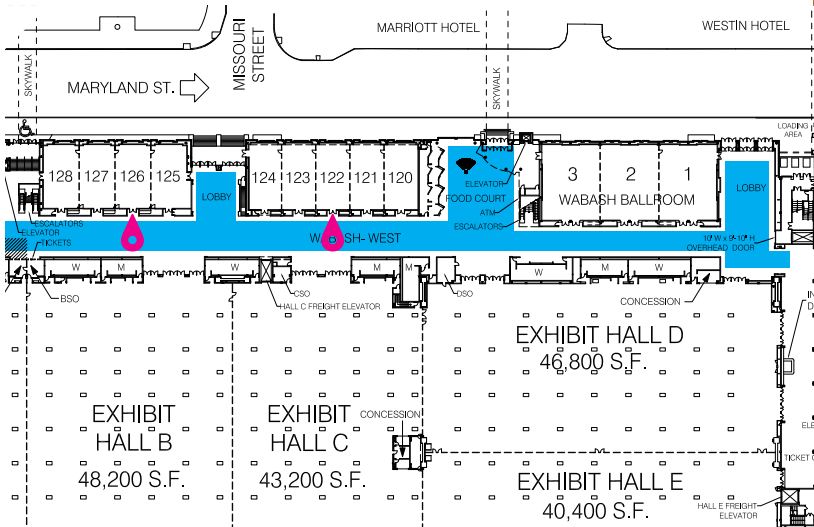 MARRIOTT HOTEL
WESTIN HOTEL
SKYWALK
MARYLAND ST.
MISSOURI
STREET
SKYWALK
LOADING
AREA
128
127
126
125
LOBBY
124
123
122
121
120
ELEVATOR
FOOD COURT
ATM
ESCALATORS
3
2
1
WABASH BALLROOM
LOBBY
ESCALATORS
ELEVATOR
TICKETS
WEST
10' W x 9'-10" H
OVERHEAD DOOR
W
M
W
W
M
M
W
M
W
BSO
CSO
HALL C FREIGHT ELEVATOR
DSO
CONCESSION
EXHIBIT HALL D
46,800 S.F.
EXHIBIT
HALL B
48,200 S.F.
EXHIBIT
HALL C
43,200 S.F.
CONCESSION
EXHIBIT HALL E
40,400 S.F.
HALL E FREIGHT
ELEVATOR